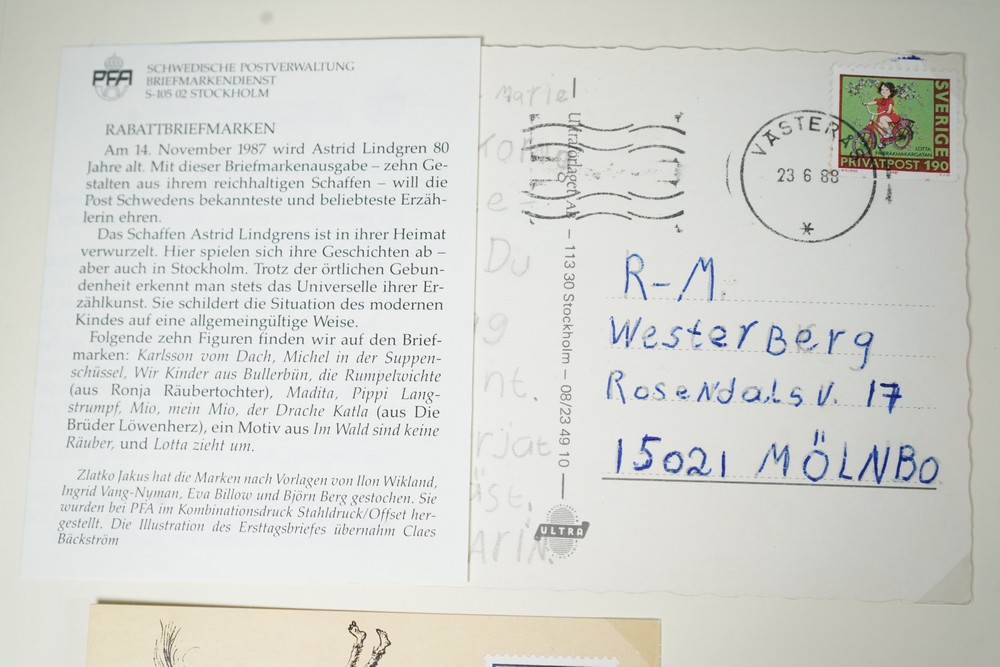 PFA
SCHWEDISCHE POSTVERWALTUNG
BRIEFMARKENDIENST
S-105 02 STOCKHOLM
RABATTBRIEFMARKEN
Am 14. November 1987 wird Astrid Lindgren 80
Jahre alt. Mit dieser Briefmarkenausgabe – zehn Ge-
stalten aus ihrem reichhaltigen Schaffen – will die
Post Schwedens bekannteste und beliebteste Erzäh-
lerin ehren.
Das Schaffen Astrid Lindgrens ist in ihrer Heimat
verwurzelt. Hier spielen sich ihre Geschichten ab –
aber auch in Stockholm. Trotz der örtlichen Gebun-
denheit erkennt man stets das Universelle ihrer Er-
zählkunst. Sie schildert die Situation des modernen
Kindes auf eine allgemeingültige Weise.
Folgende zehn Figuren finden wir auf den Brief-
marken: Karlsson vom Dach, Michel in der Suppen-
schüssel, Wir Kinder aus Bullerbün, die Rumpelwichte
(aus Ronja Räubertochter), Madita, Pippi Lang-
strumpf, Mio, mein Mio, der Drache Katla (aus Die
Brüder Löwenherz), ein Motiv aus Im Wald sind keine
Räuber, und Lotta zieht um.
Zlatko Jakus hat die Marken nach Vorlagen von Ilon Wikland,
Ingrid Vang-Nyman, Eva Billow und Björn Berg gestochen. Sie
wurden bei PFA im Kombinationsdruck Stahldruck/Offset her-
gestellt. Die Illustration des Ersttagsbriefes übernahm Claes
Bäckström
Marie
Du
nt.
Ultraförlaget AB – 113 30 Stockholm – 08/23 49 10
ULTRA
VÄSTERÅS
23 6 88
SVERIGE
LOTTA
PÅ BRÅKMAKARGATAN
PRIVATPOST 190
R-M.
Westerberg
Rosendalsv. 17
15021 MÖLNBO